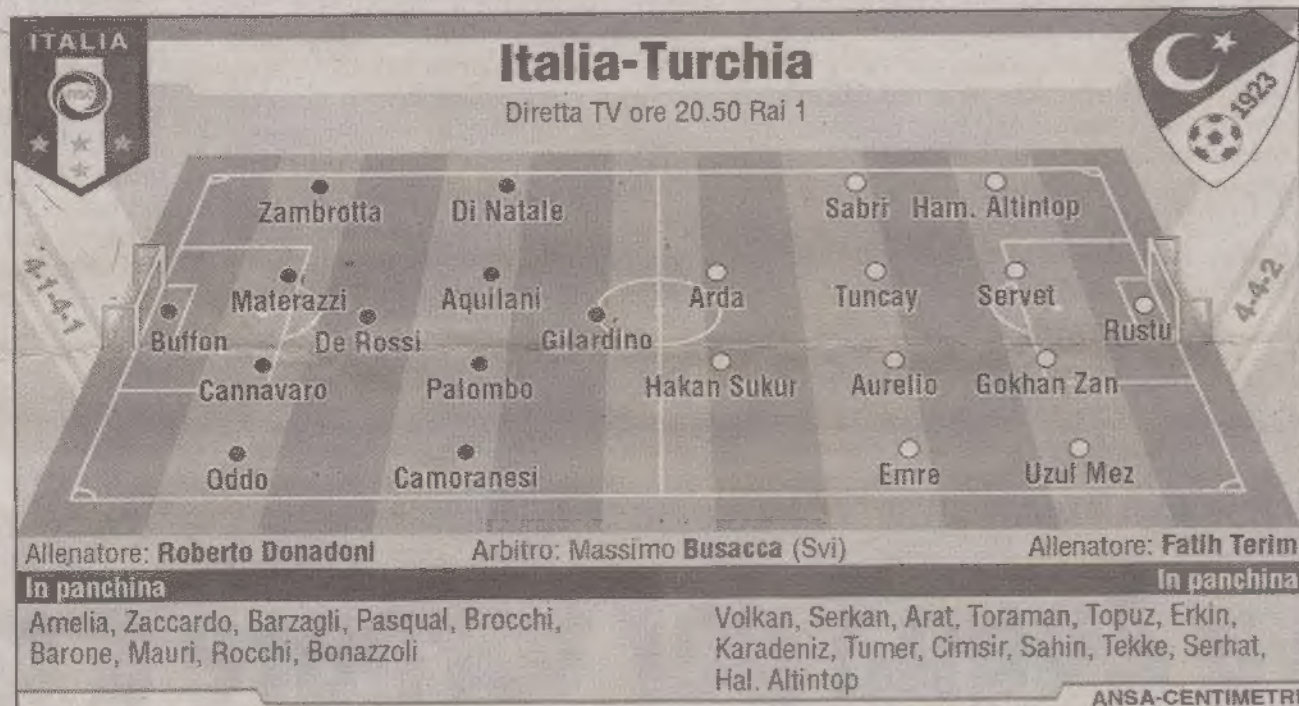 ITALIA
Italia-Turchia
Diretta TV ore 20.50 Rai 1
1923
4-1-4-1
4-4-2
Zambrotta Di Natale Sabri Ham. Altintop
Materazzi Aquilani Arda Tuncay Servet
Buffon De Rossi Gilardino Rustu
Cannavaro Palombo Hakan Sukur Aurelio Gokhan Zan
Oddo Camoranesi Emre Uzul Mez
Allenatore: Roberto Donadoni Arbitro: Massimo Busacca (Svi) Allenatore: Fatih Terim
In panchina In panchina
Amelia, Zaccardo, Barzagli, Pasqual, Brocchi,
Barone, Mauri, Rocchi, Bonazzoli
Volkan, Serkan, Arat, Toraman, Topuz, Erkin,
Karadeniz, Tumer, Cimsir, Sahin, Tekke, Serhat,
Hal. Altintop
ANSA-CENTIMETRI